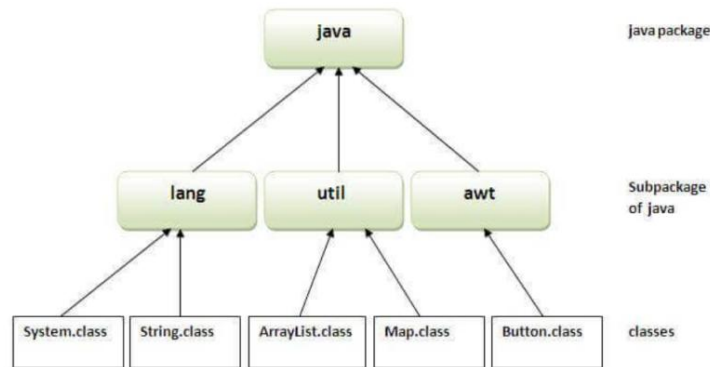 java
java package
lang
util
awt
Subpackage
of java
System.class
String.class
ArrayList.class
Map.class
Button.class
classes